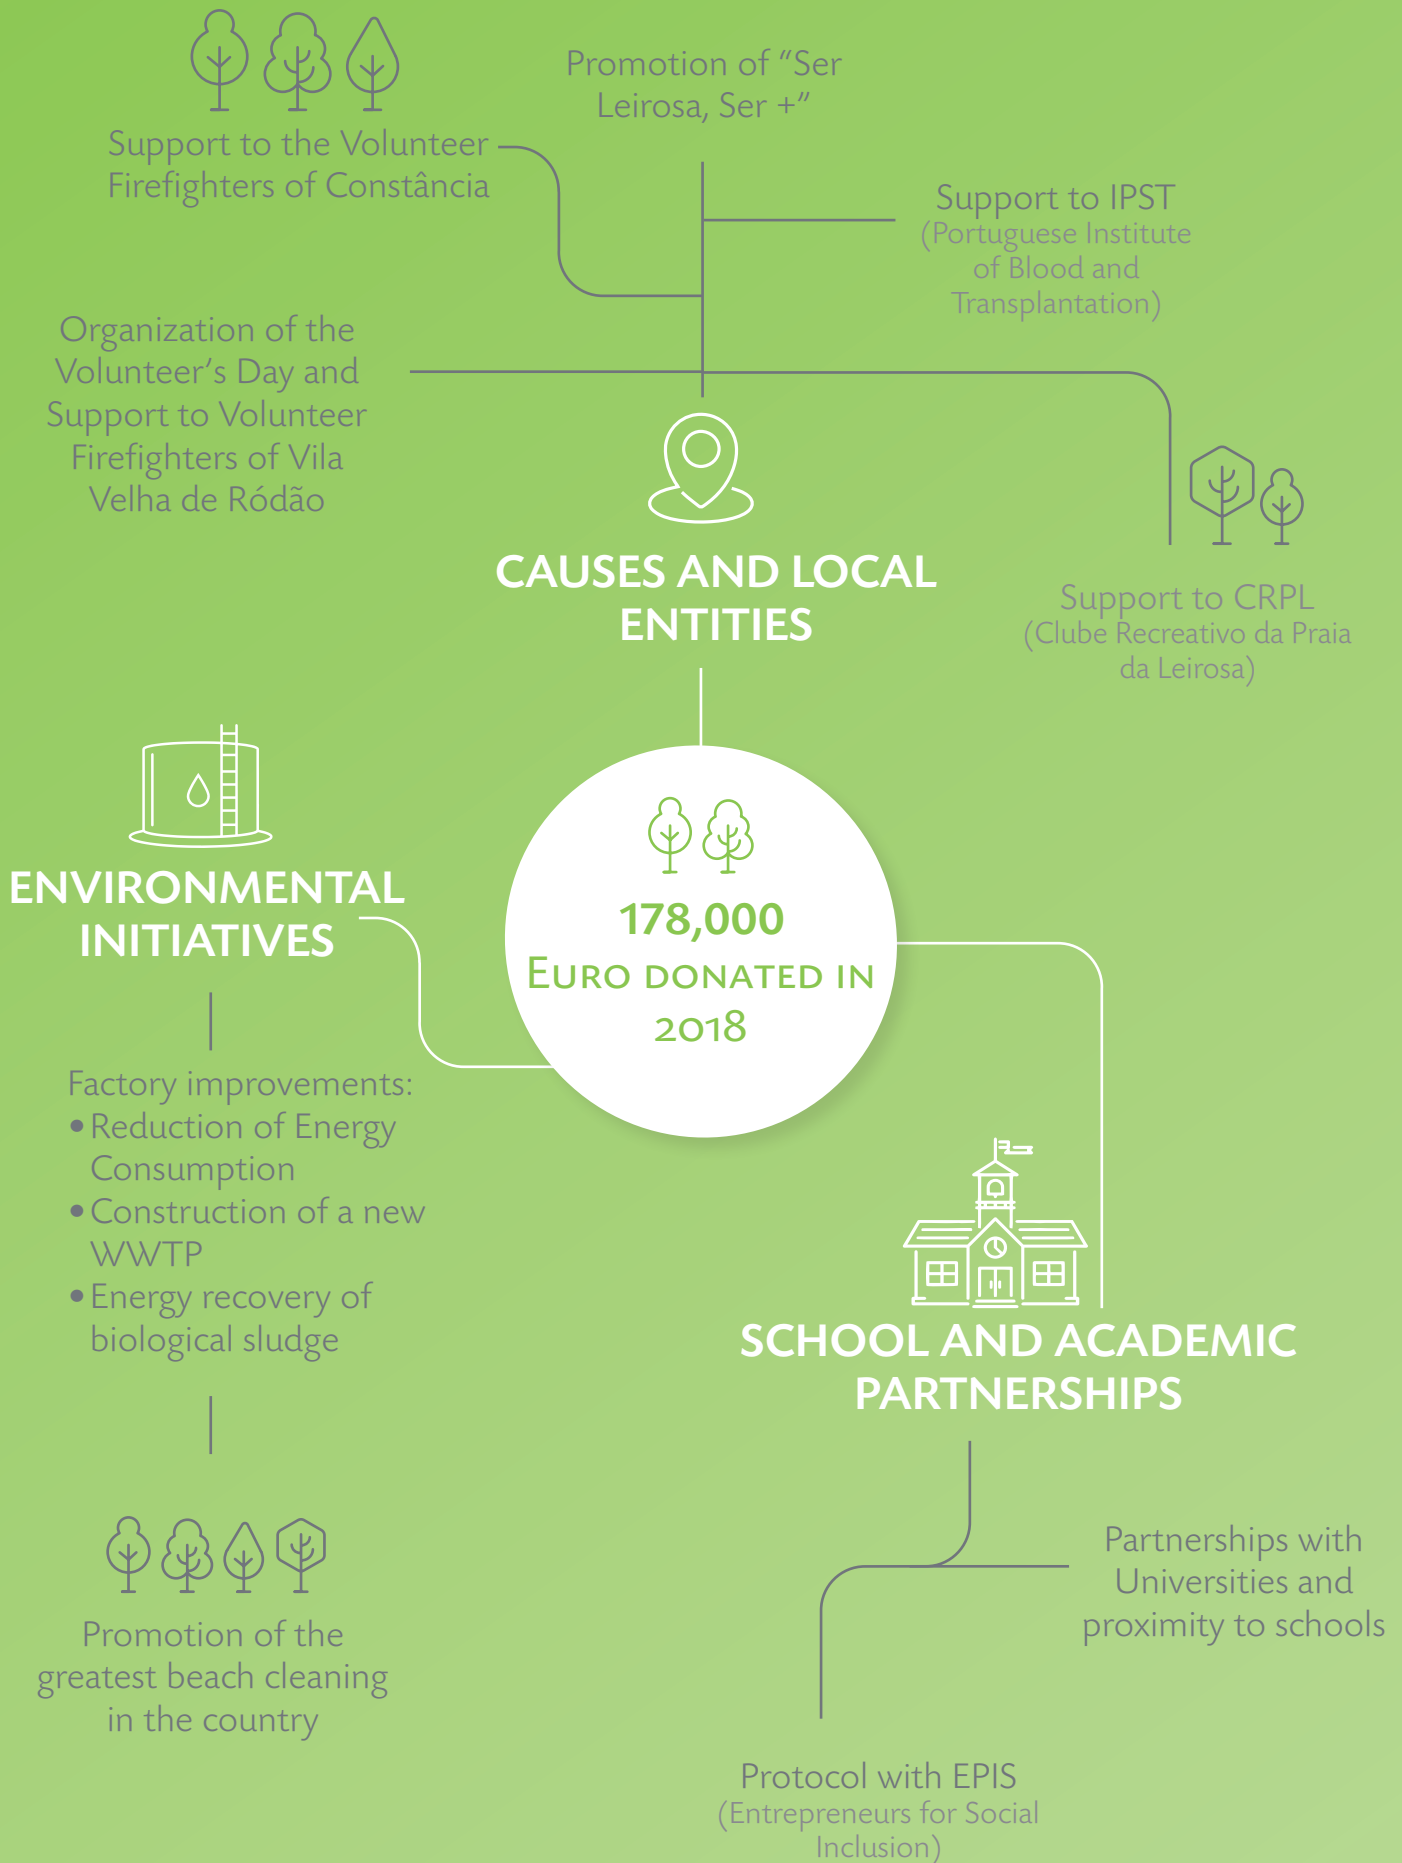 Promotion of “Ser
Leirosa, Ser +”
Support to the Volunteer
Firefighters of Constância
Support to IPST
(Portuguese Institute
of Blood and
Transplantation)
Organization of the
Volunteer’s Day and
Support to Volunteer
Firefighters of Vila
Velha de Ródão
CAUSES AND LOCAL
ENTITIES
Support to CRPL
(Clube Recreativo da Praia
da Leirosa)
ENVIRONMENTAL
INITIATIVES
178,000
Euro donated in
2018
Factory improvements:
•Reduction of Energy
Consumption
•Construction of a new
WWTP
•Energy recovery of
biological sludge
SCHOOL AND ACADEMIC
PARTNERSHIPS
Promotion of the
greatest beach cleaning
in the country
Partnerships with
Universities and
proximity to schools
Protocol with EPIS
(Entrepreneurs for Social
Inclusion)